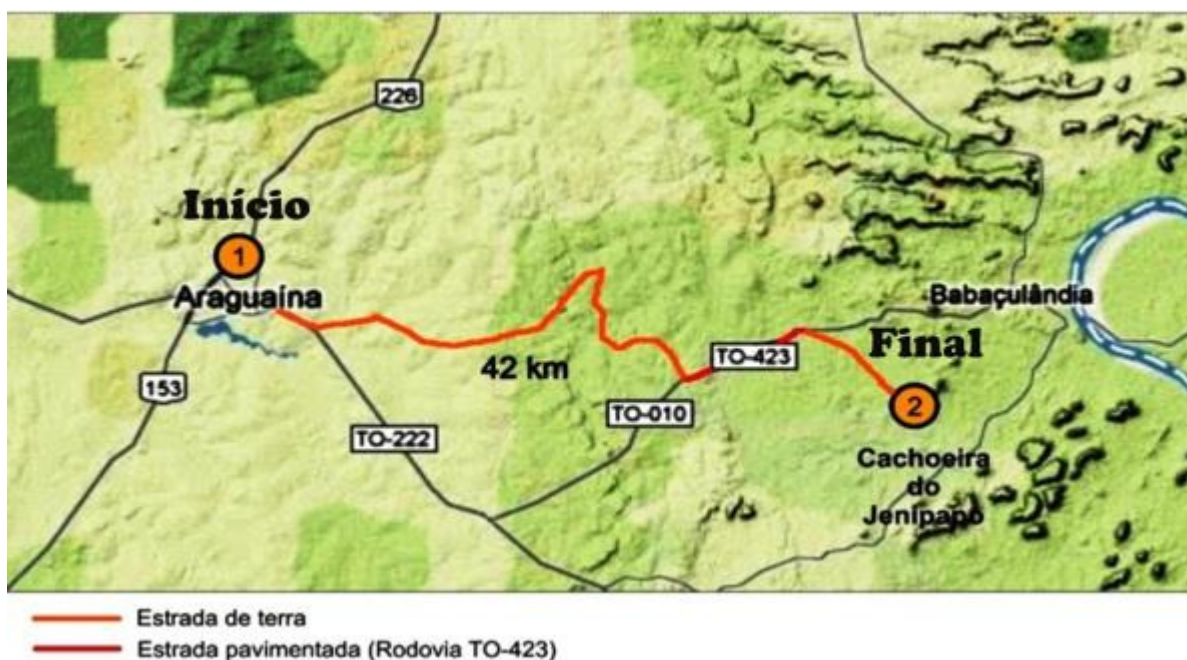 226
Início
1
Araguaína
Babaçulândia
Final
42 km
TO-423
153
2
TO-010
TO-222
Cachoeira
do
Jenipapo
Estrada de terra
Estrada pavimentada (Rodovia TO-423)